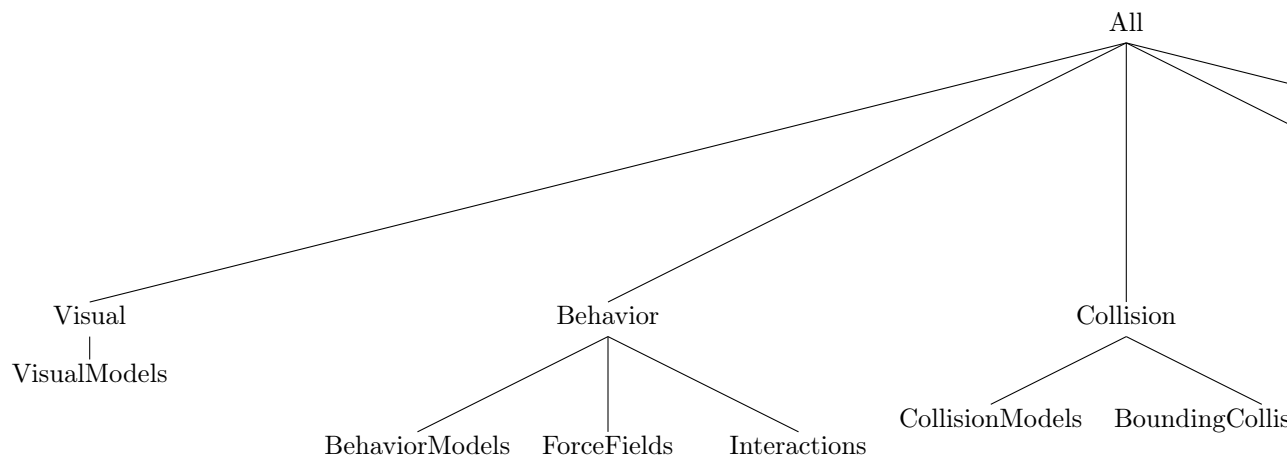 All
Visual
Behavior
Collision
VisualModels
CollisionModels
BehaviorModels
ForceFields
Interactions